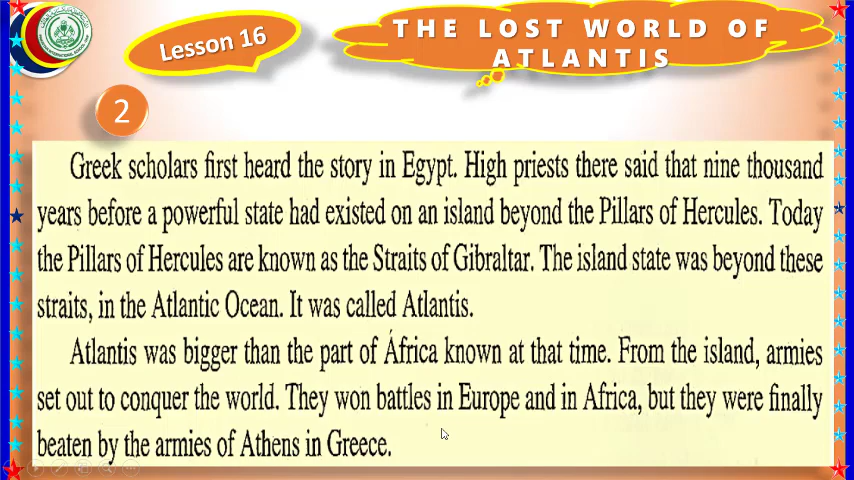 Lesson 16
THE LOST WORLD OF
ATLANTIS
2
Greek scholars first heard the story in Egypt. High priests there said that nine thousand
years before a powerful state had existed on an island beyond the Pillars of Hercules. Today
the Pillars of Hercules are known as the Straits of Gibraltar. The island state was beyond these
straits, in the Atlantic Ocean. It was called Atlantis.
Atlantis was bigger than the part of África known at that time. From the island, armies
set out to conquer the world. They won battles in Europe and in Africa, but they were finally
beaten by the armies of Athens in Greece.